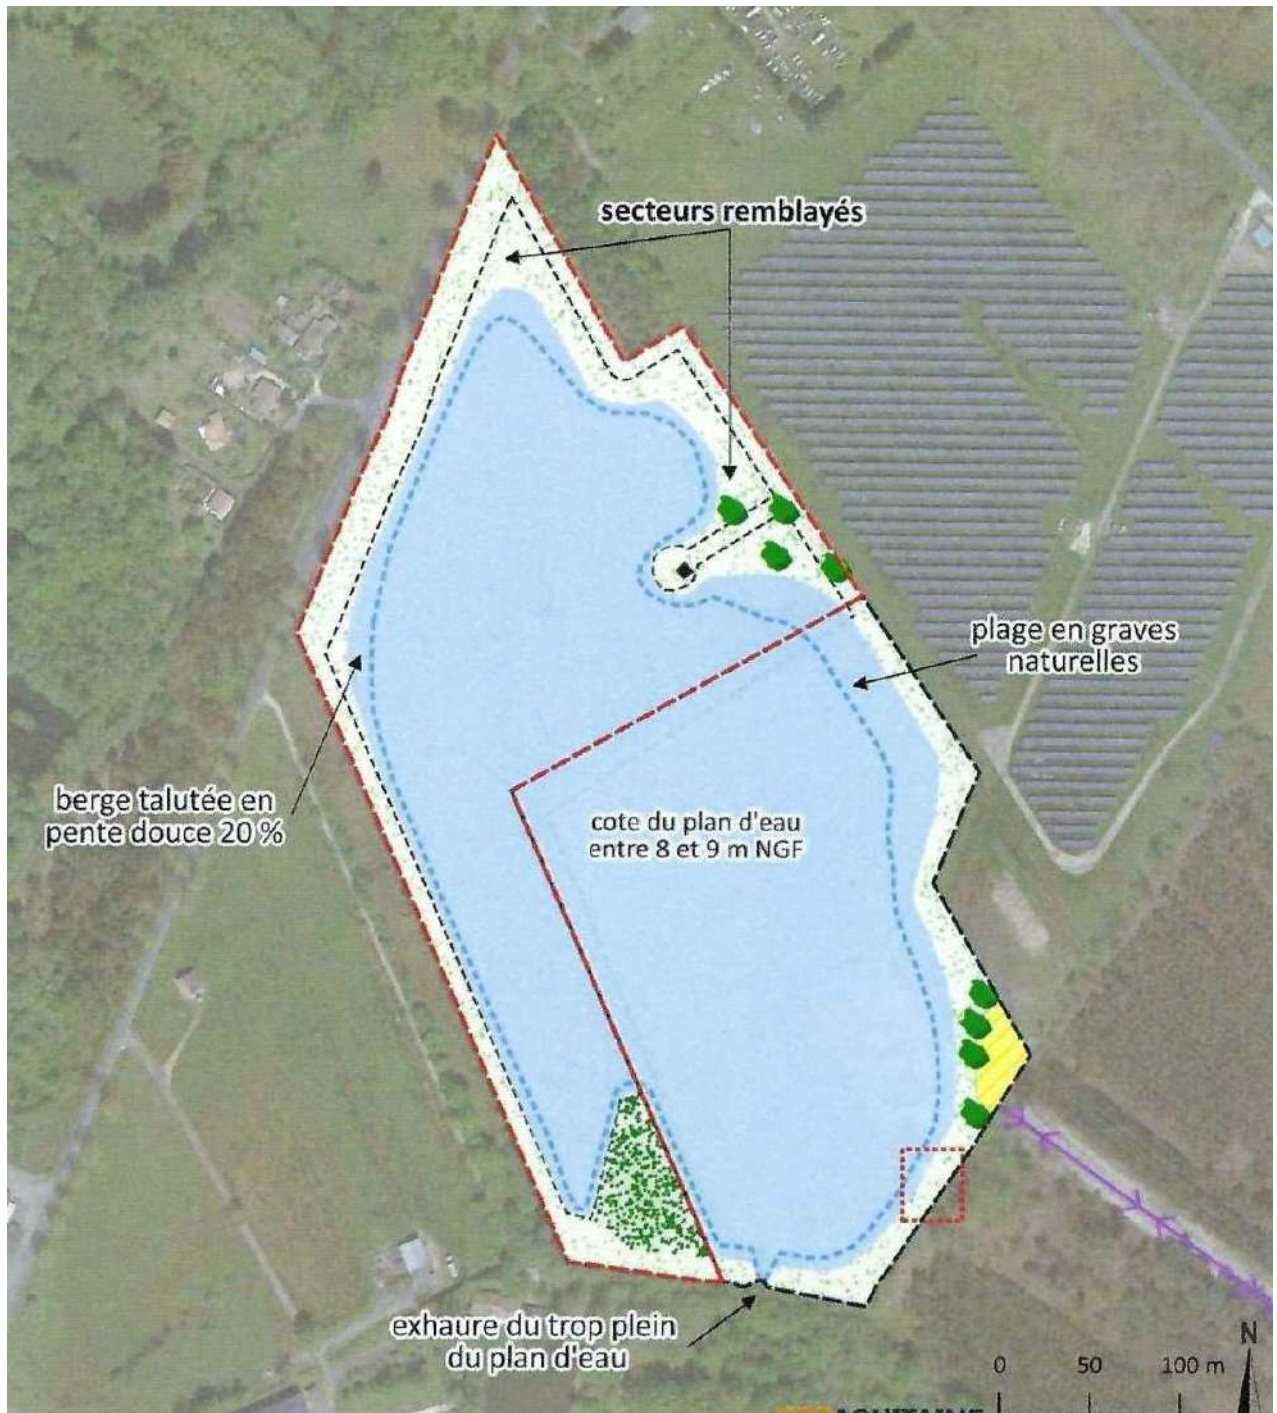 secteurs remblayés
plage en graves
naturelles
berge talutée en
pente douce 20 %
cote du plan d'eau
entre 8 et 9 m NGF
exhaure du trop plein
du plan d'eau
N
0 50 100 m